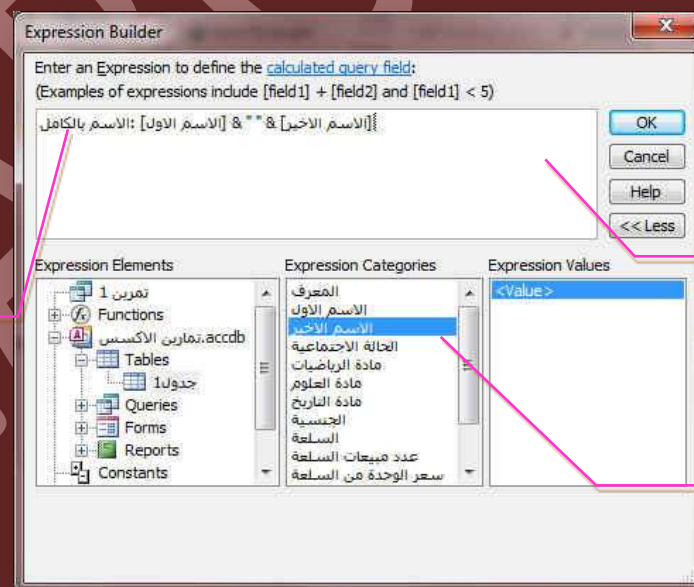 Expression Builder
Enter an Expression to define the calculated query field:
(Examples of expressions include [field1] + [field2] and [field1] < 5)
الاسم بالكامل: [الاسم الاول] & " " & [الاسم الاخير]
OK
Cancel
Help
<< Less
Expression Elements
تمرين 1
Functions
تمارين الاكسس.accdb
Tables
جدول1
Queries
Forms
Reports
Constants
Expression Categories
المعرف
الاسم الاول
الاسم الاخير
الحالة الاجتماعية
مادة الرياضيات
مادة العلوم
مادة التاريخ
الجنسية
السلعة
عدد مبيعات السلعة
سعر الوحدة من السلعة
Expression Values
<Value>